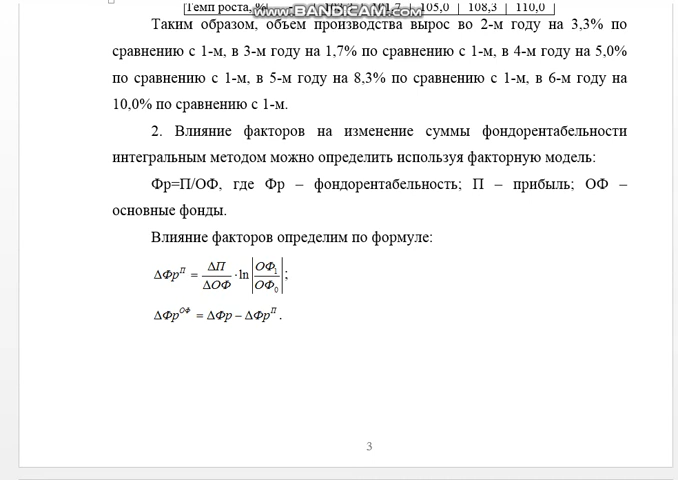 www.BANDICAM.com
Темп роста, % - 1,7 105,0 108,3 110,0
Таким образом, объем производства вырос во 2-м году на 3,3% по
сравнению с 1-м, в 3-м году на 1,7% по сравнению с 1-м, в 4-м году на 5,0%
по сравнению с 1-м, в 5-м году на 8,3% по сравнению с 1-м, в 6-м году на
10,0% по сравнению с 1-м.
2. Влияние факторов на изменение суммы фондорентабельности
интегральным методом можно определить используя факторную модель:
Фр=П/ОФ, где Фр – фондорентабельность; П – прибыль; ОФ –
основные фонды.
Влияние факторов определим по формуле:
ΔФр^П = ΔП/ΔОФ · ln|ОФ₁/ОФ₀|;
ΔФр^ОФ = ΔФр – ΔФр^П.
3